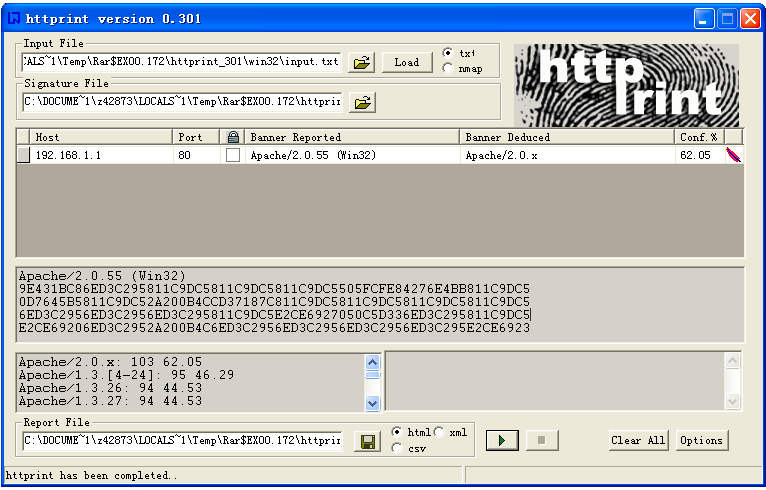 httprint version 0.301
Input File
:ALS~1\Temp\Rar$EX00.172\httprint_301\win32\input.txt
Load
txt
nmap
Signature File
C:\DOCUME~1\z42873\LOCALS~1\Temp\Rar$EX00.172\httprir
http
print
Host Port Banner Reported Banner Deduced Conf.%
192.168.1.1 80 Apache/2.0.55 (Win32) Apache/2.0.x 62.05
Apache/2.0.55 (Win32)
9E431BC86ED3C295811C9DC5811C9DC5811C9DC5505FCFE84276E4BB811C9DC5
0D7645B5811C9DC52A200B4CCD37187C811C9DC5811C9DC5811C9DC5811C9DC5
6ED3C2956ED3C2956ED3C295811C9DC5E2CE6927050C5D336ED3C295811C9DC5
E2CE69206ED3C2952A200B4C6ED3C2956ED3C2956ED3C2956ED3C295E2CE6923
Apache/2.0.x: 103 62.05
Apache/1.3.[4-24]: 95 46.29
Apache/1.3.26: 94 44.53
Apache/1.3.27: 94 44.53
Report File
C:\DOCUME~1\z42873\LOCALS~1\Temp\Rar$EX00.172\httprir
html xml
csv
Clear All Options
httprint has been completed..